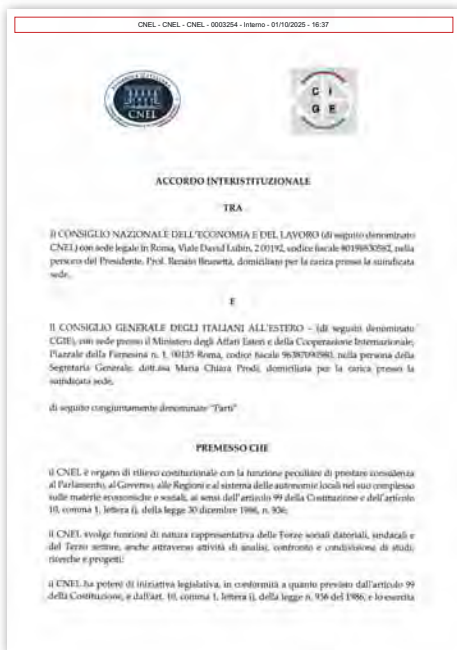 CNEL - CNEL - CNEL - 0003254 - Interno - 01/10/2025 - 16:37
CNEL
C I
G E
ACCORDO INTERISTITUZIONALE
TRA
Il CONSIGLIO NAZIONALE DELL'ECONOMIA E DEL LAVORO (di seguito denominato
CNEL) con sede legale in Roma, Viale David Lubin, 2 00192, codice fiscale nella
persona del Presidente, Prof. Renato Brunetta, domiciliato per la carica presso la suindicata
sede,
E
Il CONSIGLIO GENERALE DEGLI ITALIANI ALL'ESTERO – (di seguito denominato
CGIE), con sede presso il Ministero degli Affari Esteri e della Cooperazione Internazionale,
Piazzale della Farnesina n. 1, 00135 Roma, codice fiscale nella persona della
Segretaria Generale, dott.ssa Maria Chiara Prodi, domiciliata per la carica presso la
suindicata sede,
di seguito congiuntamente denominate "Parti"
PREMESSO CHE
il CNEL è organo di rilievo costituzionale con la funzione peculiare di prestare consulenza
al Parlamento, al Governo, alle Regioni e al sistema delle autonomie locali nel suo complesso
sulle materie economiche e sociali, ai sensi dell'articolo 99 della Costituzione e dell'articolo
10, comma 1, lettera i), della legge 30 dicembre 1986, n. 936;
il CNEL svolge funzioni di natura rappresentativa delle Forze sociali datoriali, sindacali e
del Terzo settore, anche attraverso attività di analisi, confronto e condivisione di studi,
ricerche e progetti;
il CNEL ha potere di iniziativa legislativa, in conformità a quanto previsto dall'articolo 99
della Costituzione, e dall'art. 10, comma 1, lettera i), della legge n. 936 del 1986, e lo esercita